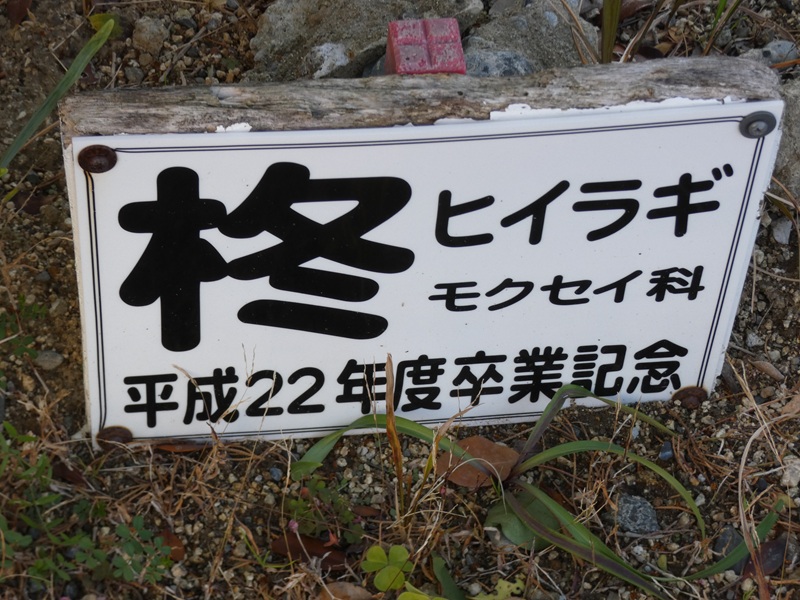 柊
ヒイラギ
モクセイ科
平成22年度卒業記念